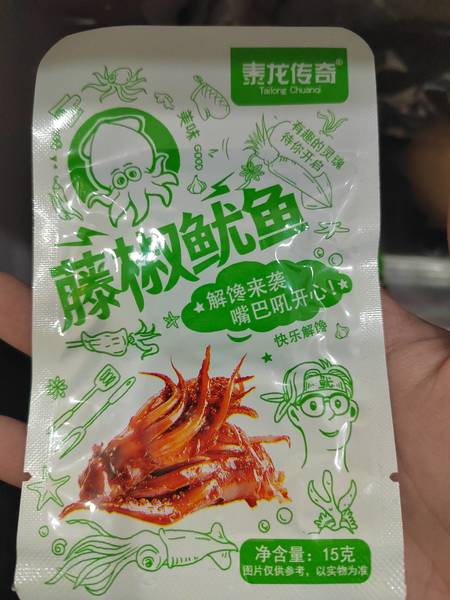 泰龙传奇®
Tailong Chuanqi
美味
GOOD
有趣的灵魂
待你开启
藤椒鱿鱼
解馋来袭
嘴巴吼开心!
快乐解馋
净含量：15克
图片仅供参考，以实物为准